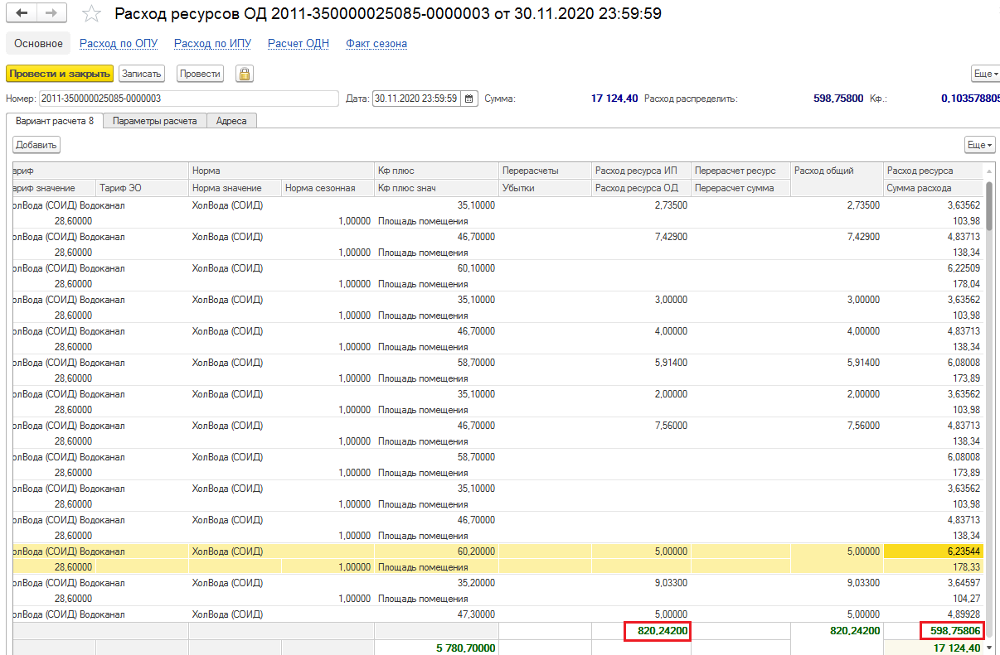 Расход ресурсов ОД 2011-350000025085-0000003 от 30.11.2020 23:59:59
Основное Расход по ОПУ Расход по ИПУ Расчет ОДН Факт сезона
Провести и закрыть Записать Провести Еще
Номер: 2011-350000025085-0000003 Дата: 30.11.2020 23:59:59 Сумма: 17 124,40 Расход распределить: 598,75800 Кф.: 0,103578805
Вариант расчета 8 Параметры расчета Адреса
Добавить Еще
ариф Норма Кф плюс Перерасчеты Расход ресурса ИП Перерасчет ресурс Расход общий Расход ресурса
ариф значение Тариф ЭО Норма значение Норма сезонная Кф плюс знач Убытки Расход ресурса ОД Перерасчет сумма Сумма расхода
олВода (СОИД) Водоканал ХолВода (СОИД) 35,10000 2,73500 2,73500 3,63562
28,60000 1,00000 Площадь помещения 103,98
олВода (СОИД) Водоканал ХолВода (СОИД) 46,70000 7,42900 7,42900 4,83713
28,60000 1,00000 Площадь помещения 138,34
олВода (СОИД) Водоканал ХолВода (СОИД) 60,10000 6,22509
28,60000 1,00000 Площадь помещения 178,04
олВода (СОИД) Водоканал ХолВода (СОИД) 35,10000 3,00000 3,00000 3,63562
28,60000 1,00000 Площадь помещения 103,98
олВода (СОИД) Водоканал ХолВода (СОИД) 46,70000 4,00000 4,00000 4,83713
28,60000 1,00000 Площадь помещения 138,34
олВода (СОИД) Водоканал ХолВода (СОИД) 58,70000 5,91400 5,91400 6,08008
28,60000 1,00000 Площадь помещения 173,89
олВода (СОИД) Водоканал ХолВода (СОИД) 35,10000 2,00000 2,00000 3,63562
28,60000 1,00000 Площадь помещения 103,98
олВода (СОИД) Водоканал ХолВода (СОИД) 46,70000 7,56000 7,56000 4,83713
28,60000 1,00000 Площадь помещения 138,34
олВода (СОИД) Водоканал ХолВода (СОИД) 58,70000 6,08008
28,60000 1,00000 Площадь помещения 173,89
олВода (СОИД) Водоканал ХолВода (СОИД) 35,10000 3,63562
28,60000 1,00000 Площадь помещения 103,98
олВода (СОИД) Водоканал ХолВода (СОИД) 46,70000 4,83713
28,60000 1,00000 Площадь помещения 138,34
олВода (СОИД) Водоканал ХолВода (СОИД) 60,20000 5,00000 5,00000 6,23544
28,60000 1,00000 Площадь помещения 178,33
олВода (СОИД) Водоканал ХолВода (СОИД) 35,20000 9,03300 9,03300 3,64597
28,60000 1,00000 Площадь помещения 104,27
олВода (СОИД) Водоканал ХолВода (СОИД) 47,30000 5,00000 5,00000 4,89928
820,24200 820,24200 598,75806
5 780,70000 17 124,40